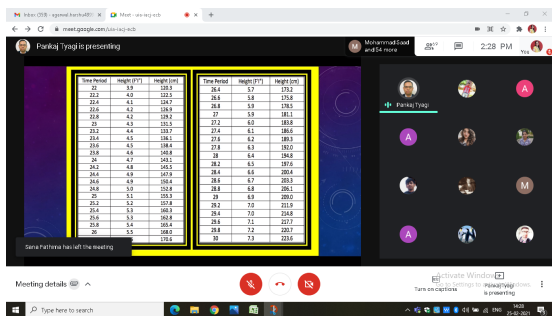 Inbox (359) - agarwal.harsha4991
Meet - uia-iacj-ecb
meet.google.com/uia-iacj-ecb
Pankaj Tyagi is presenting
Mohammad Saad
and 54 more
2:28 PM
You
Time Period Height (F'I") Height (cm)
22 3.9 120.3
22.2 4.0 122.5
22.4 4.1 124.7
22.6 4.2 126.9
22.8 4.2 129.2
23 4.3 131.5
23.2 4.4 133.7
23.4 4.5 136.1
23.6 4.5 138.4
23.8 4.6 140.8
24 4.7 143.1
24.2 4.8 145.5
24.4 4.9 147.9
24.6 4.9 150.4
24.8 5.0 152.8
25 5.1 155.3
25.2 5.2 157.8
25.4 5.3 160.3
25.6 5.3 162.8
25.8 5.4 165.4
26 5.5 168.0
170.6
Time Period Height (F'I") Height (cm)
26.4 5.7 173.2
26.6 5.8 175.8
26.8 5.9 178.5
27 5.9 181.1
27.2 6.0 183.8
27.4 6.1 186.6
27.6 6.2 189.3
27.8 6.3 192.0
28 6.4 194.8
28.2 6.5 197.6
28.4 6.6 200.4
28.6 6.7 203.3
28.8 6.8 206.1
29 6.9 209.0
29.2 7.0 211.9
29.4 7.0 214.8
29.6 7.1 217.7
29.8 7.2 220.7
30 7.3 223.6
Pankaj Tyagi
A
A
M
A
Sana Fathima has left the meeting
Meeting details
Activate Windows
Go to Settings to
Turn on captions
Pankaj Tyagi
is presenting
Type here to search
ENG
14:28
25-02-2021